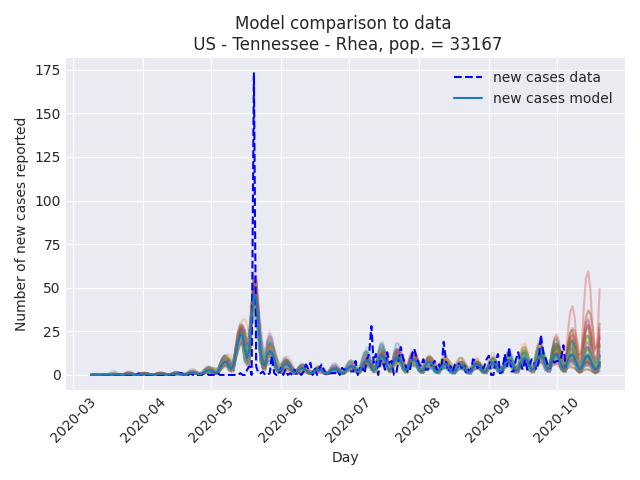 Model comparison to data
US - Tennessee - Rhea, pop. = 33167
Number of new cases reported
175
150
125
100
75
50
25
0
new cases data
new cases model
2020-03
2020-04
2020-05
2020-06
2020-07
2020-08
2020-09
2020-10
Day